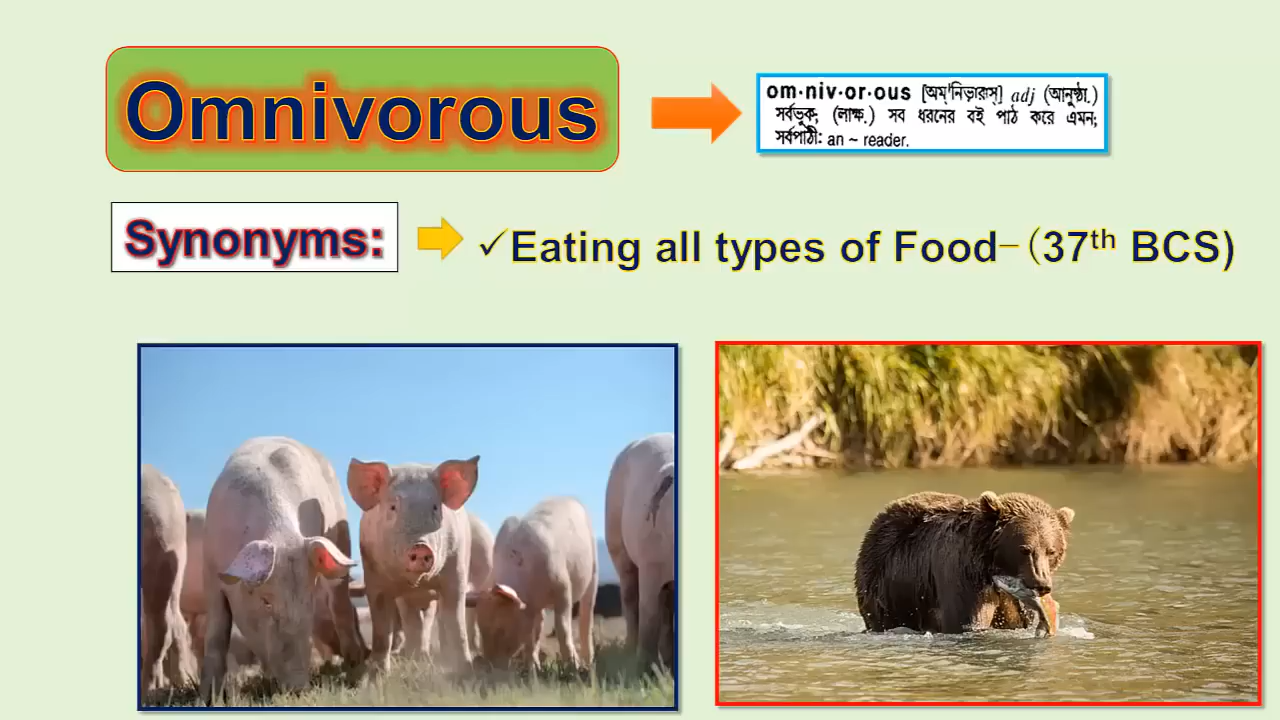 Omnivorous
om·niv·or·ous [অম্'নিভ়ারাস্] adj (আনুষ্ঠা.)
সর্বভুক; (লাক্ষ.) সব ধরনের বই পাঠ করে এমন;
সর্বপাঠী: an ~ reader.
Synonyms:
✓Eating all types of Food– (37th BCS)